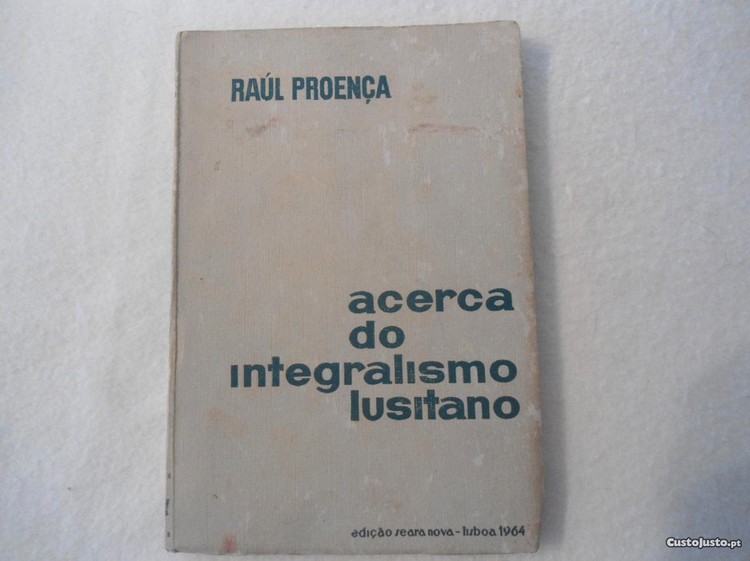 RAÚL PROENÇA
acerca
do
integralismo
lusitano
edição seara nova - lisboa 1964
CustoJusto.pt